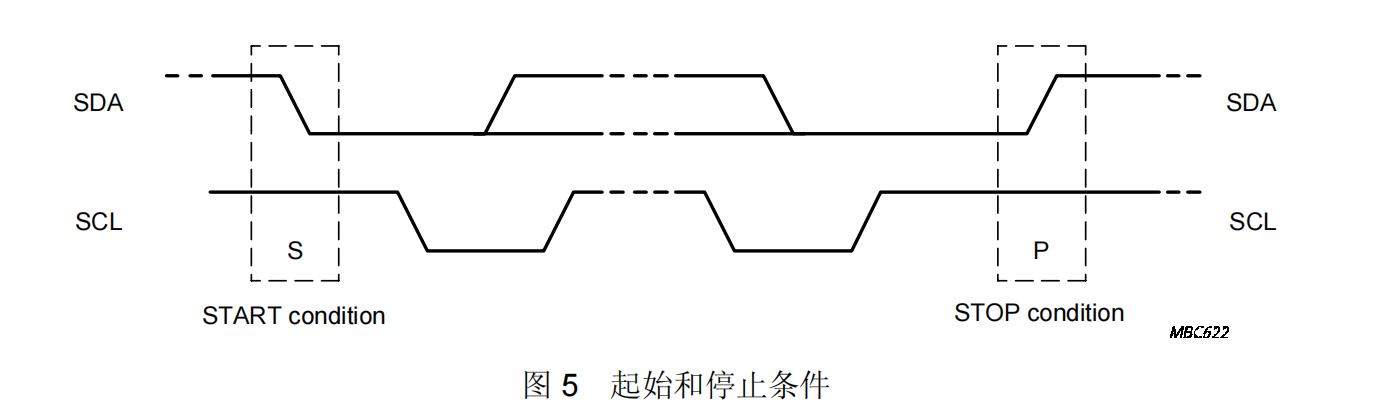 SDA
SDA
SCL
SCL
S
P
START condition
STOP condition
MBC622
图 5 起始和停止条件